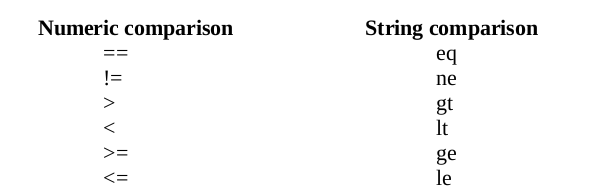 Numeric comparison String comparison
== eq
!= ne
> gt
< lt
>= ge
<= le